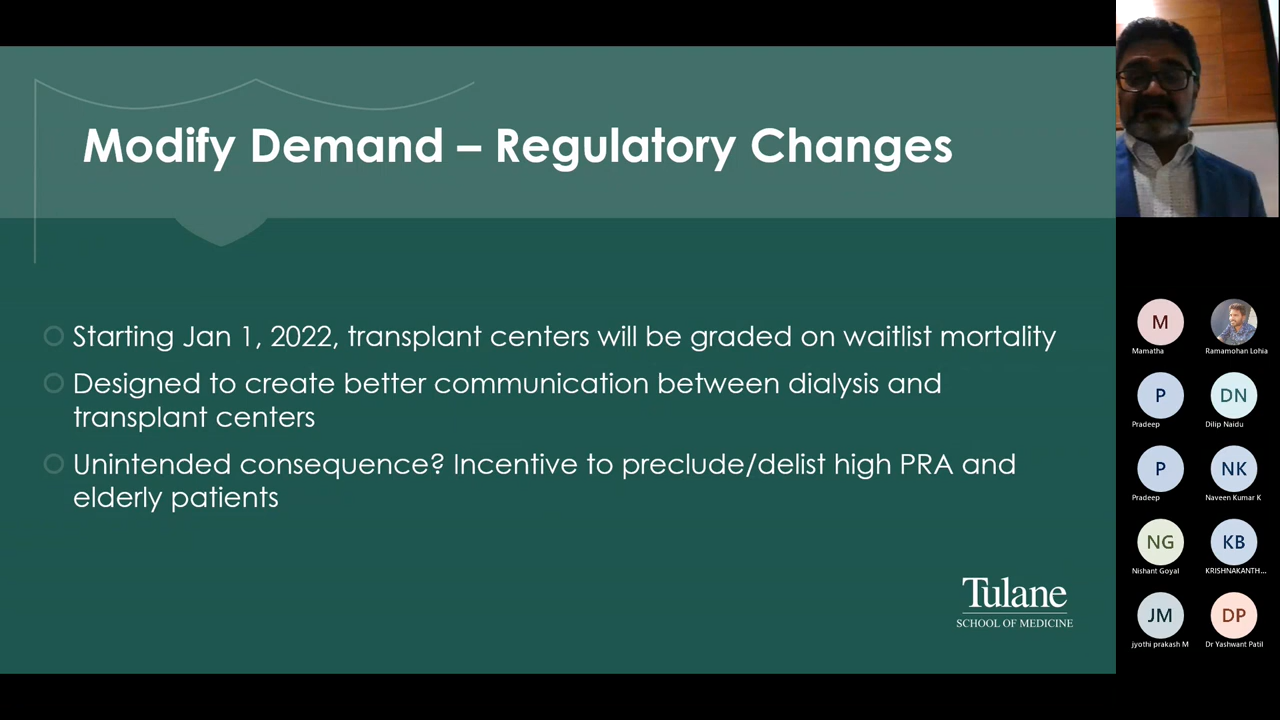 Modify Demand – Regulatory Changes
Starting Jan 1, 2022, transplant centers will be graded on waitlist mortality
Designed to create better communication between dialysis and
transplant centers
Unintended consequence? Incentive to preclude/delist high PRA and
elderly patients
Tulane
SCHOOL OF MEDICINE
M
Mamatha
Ramamohan Lohia
P
Pradeep
DN
Dilip Naidu
P
Pradeep
NK
Naveen Kumar K
NG
Nishant Goyal
KB
KRISHNAKANTH...
JM
jyothi prakash M
DP
Dr Yashwant Patil